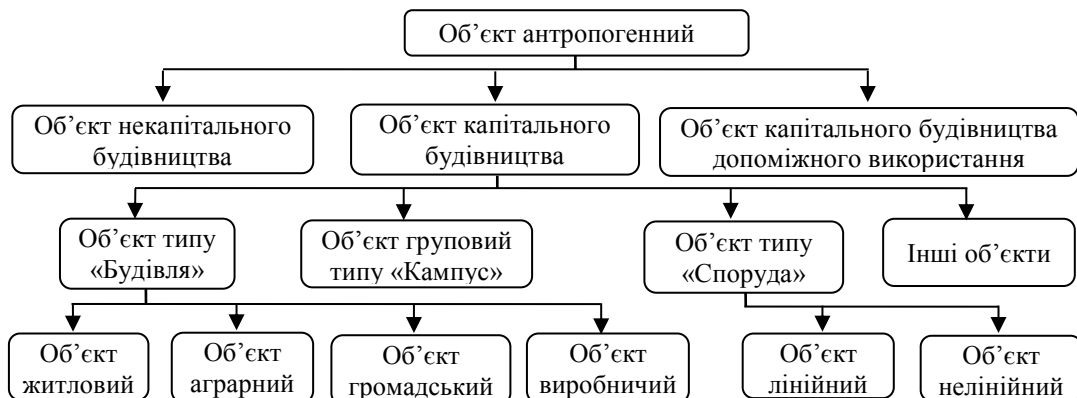 Об’єкт антропогенний
Об’єкт некапітального
будівництва
Об’єкт капітального
будівництва
Об’єкт капітального будівництва
допоміжного використання
Об’єкт типу
«Будівля»
Об’єкт груповий
типу «Кампус»
Об’єкт типу
«Споруда»
Інші об’єкти
Об’єкт
житловий
Об’єкт
аграрний
Об’єкт
громадський
Об’єкт
виробничий
Об’єкт
лінійний
Об’єкт
нелінійний